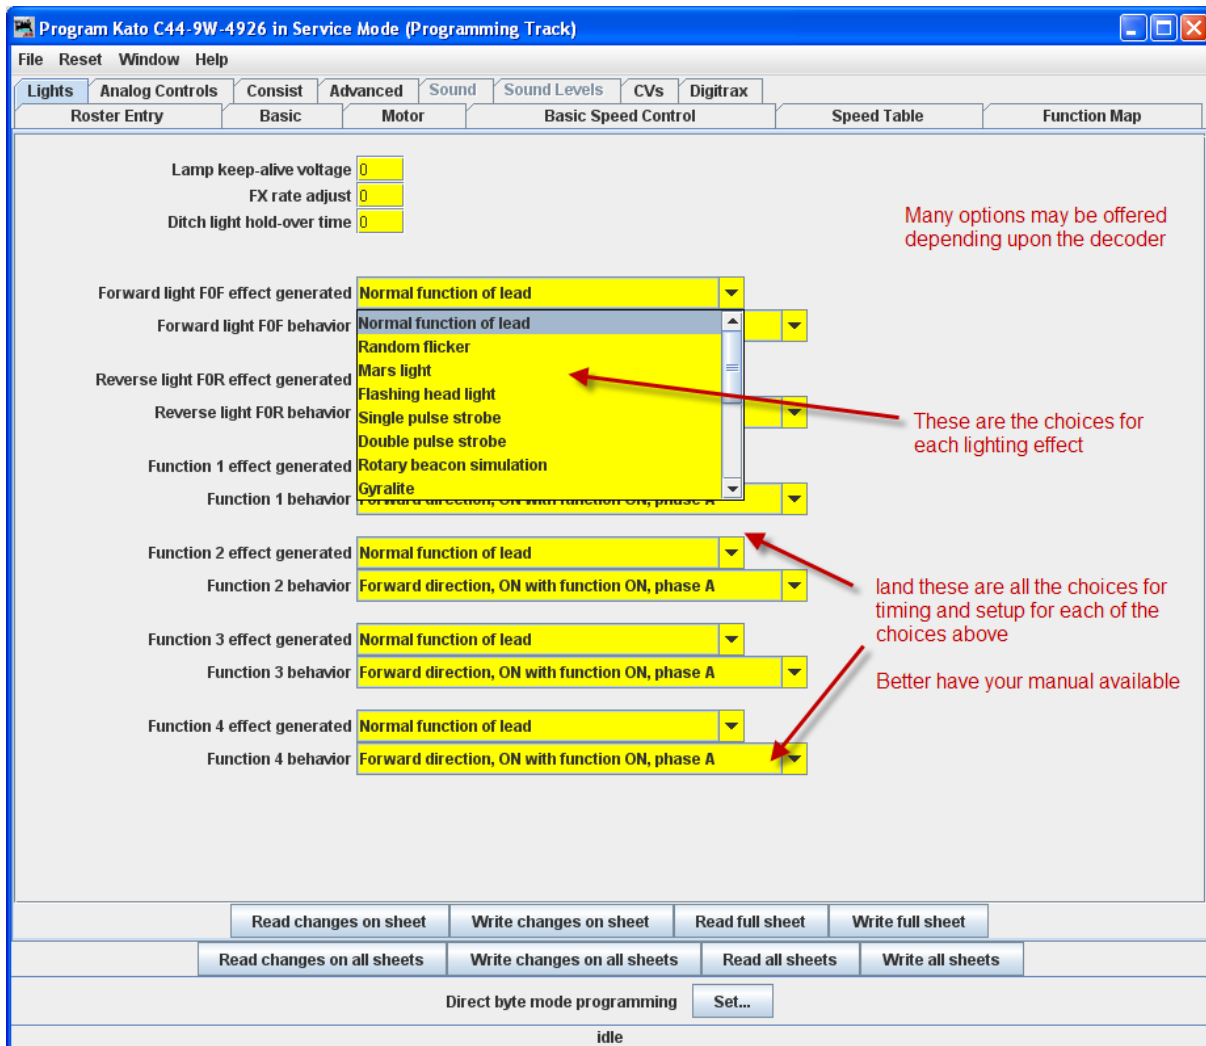 Program Kato C44-9W-4926 in Service Mode (Programming Track)
File Reset Window Help
Lights Analog Controls Consist Advanced Sound Sound Levels CVs Digitrax
Roster Entry Basic Motor Basic Speed Control Speed Table Function Map
Lamp keep-alive voltage 0
FX rate adjust 0
Ditch light hold-over time 0
Many options may be offered
depending upon the decoder
Forward light F0F effect generated Normal function of lead
Forward light F0F behavior
Normal function of lead
Random flicker
Mars light
Flashing head light
Single pulse strobe
Double pulse strobe
Rotary beacon simulation
Gyralite
Reverse light F0R effect generated
Reverse light F0R behavior
These are the choices for
each lighting effect
Function 1 effect generated
Function 1 behavior Forward direction, ON with function ON, phase A
Function 2 effect generated Normal function of lead
Function 2 behavior Forward direction, ON with function ON, phase A
land these are all the choices for
timing and setup for each of the
choices above
Better have your manual available
Function 3 effect generated Normal function of lead
Function 3 behavior Forward direction, ON with function ON, phase A
Function 4 effect generated Normal function of lead
Function 4 behavior Forward direction, ON with function ON, phase A
Read changes on sheet Write changes on sheet Read full sheet Write full sheet
Read changes on all sheets Write changes on all sheets Read all sheets Write all sheets
Direct byte mode programming Set...
idle